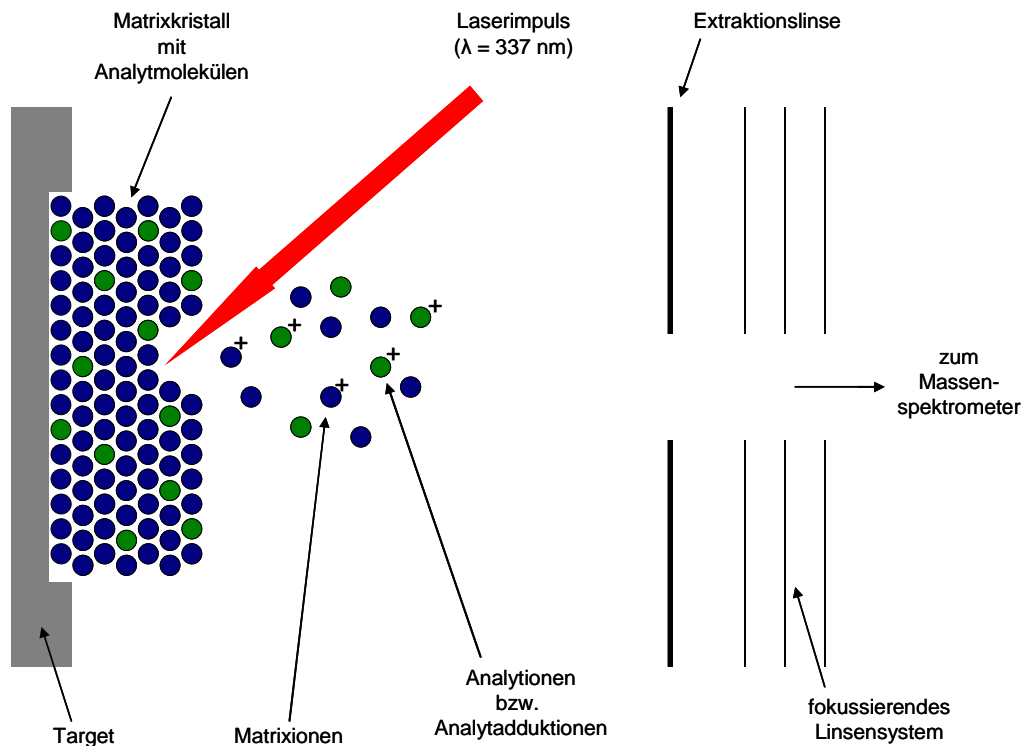 Matrixkristall
mit
Analytmolekülen
Laserimpuls
(λ = 337 nm)
Extraktionslinse
+
+
+
+
+
zum
Massen-
spektrometer
Target
Matrixionen
Analytionen
bzw.
Analytadduktionen
fokussierendes
Linsensystem